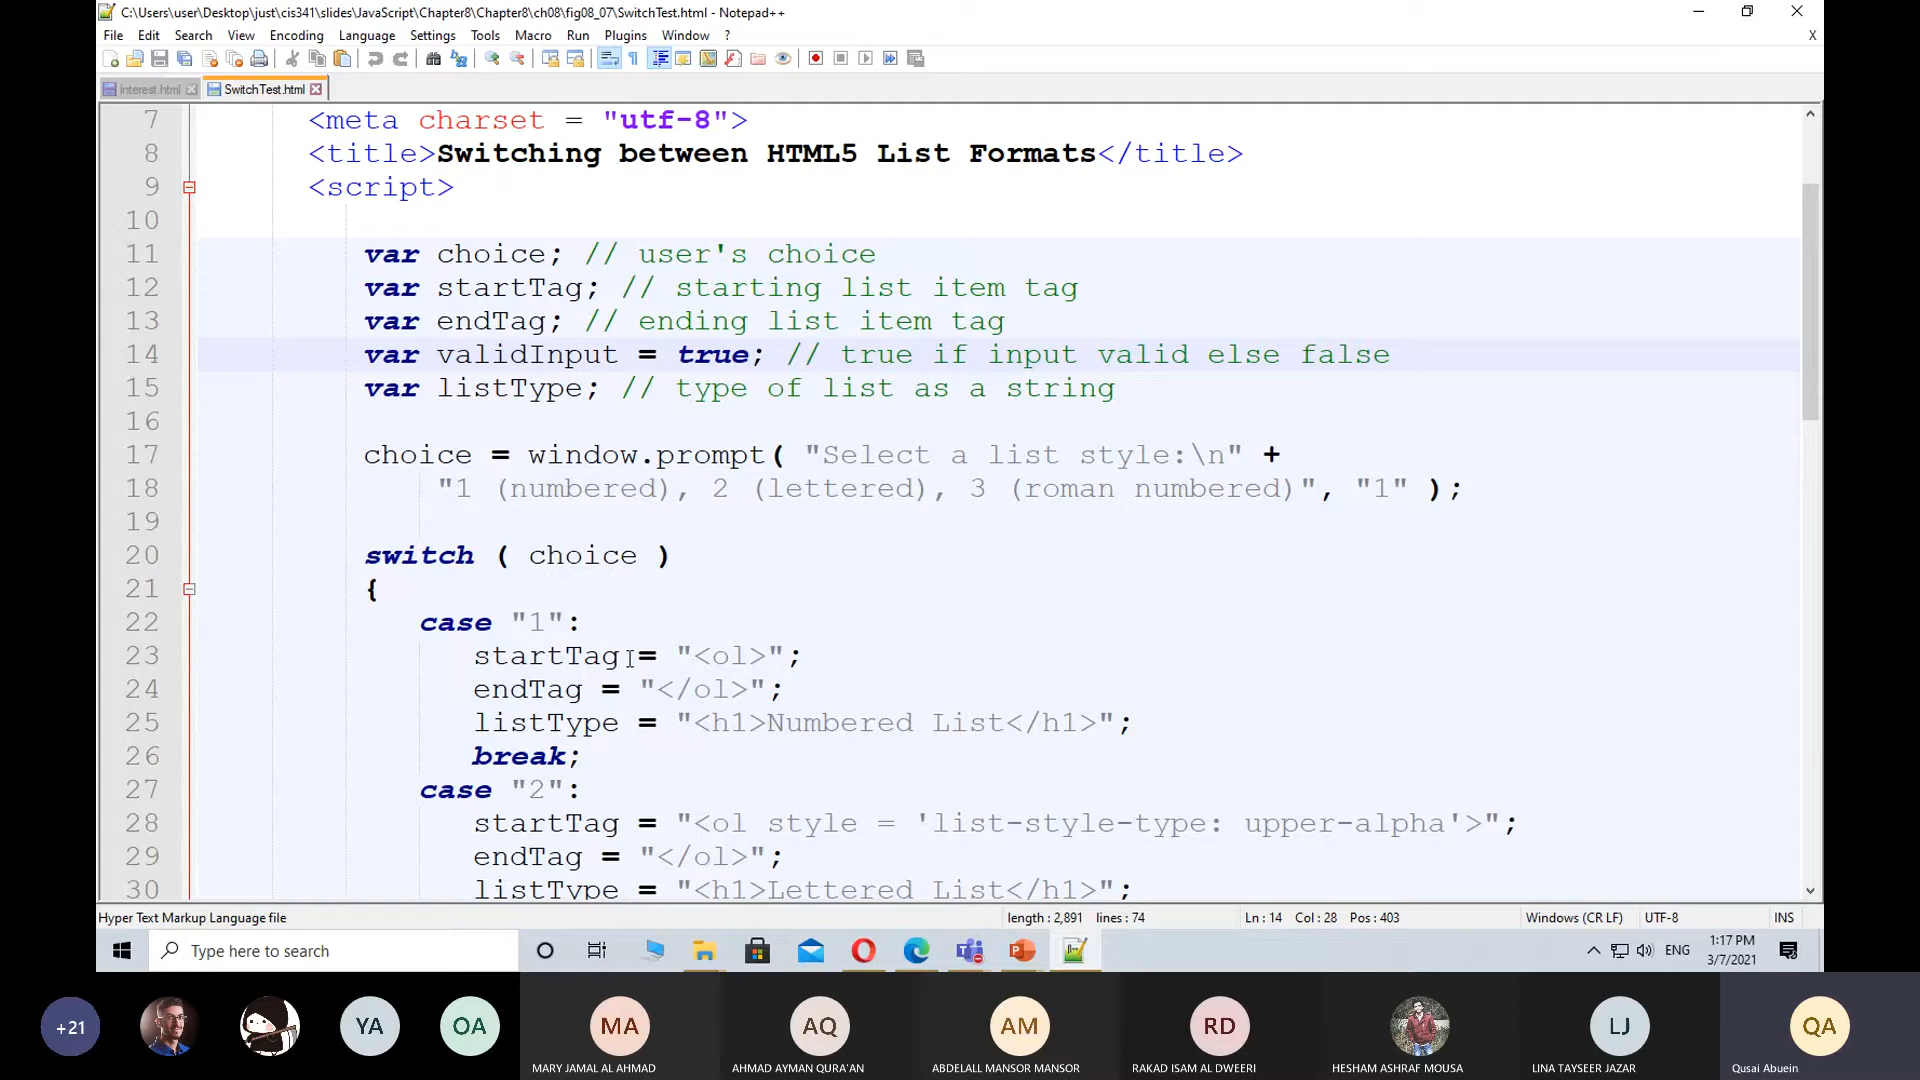 C:\Users\user\Desktop\just\cis341\slides\JavaScript\Chapter8\Chapter8\ch08\fig08_07\SwitchTest.html - Notepad++
File Edit Search View Encoding Language Settings Tools Macro Run Plugins Window ? X
Interest.html SwitchTest.html
7 <meta charset = "utf-8">
8 <title>Switching between HTML5 List Formats</title>
9 <script>
10
11 var choice; // user's choice
12 var startTag; // starting list item tag
13 var endTag; // ending list item tag
14 var validInput = true; // true if input valid else false
15 var listType; // type of list as a string
16
17 choice = window.prompt( "Select a list style:\n" +
18 "1 (numbered), 2 (lettered), 3 (roman numbered)", "1" );
19
20 switch ( choice )
21 {
22 case "1":
23 startTag = "<ol>";
24 endTag = "</ol>";
25 listType = "<h1>Numbered List</h1>";
26 break;
27 case "2":
28 startTag = "<ol style = 'list-style-type: upper-alpha'>";
29 endTag = "</ol>";
30 listType = "<h1>Lettered List</h1>";
Hyper Text Markup Language file length : 2,891 lines : 74 Ln : 14 Col : 28 Pos : 403 Windows (CR LF) UTF-8 INS
Type here to search ENG 1:17 PM
3/7/2021
+21 YA OA MA AQ AM RD LJ QA
MARY JAMAL AL AHMAD AHMAD AYMAN QURA'AN ABDELALL MANSOR MANSOR RAKAD ISAM AL DWEERI HESHAM ASHRAF MOUSA LINA TAYSEER JAZAR Qusai Abuein